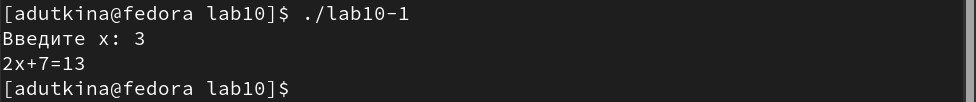 [adutkina@fedora lab10]$ ./lab10-1
Введите x: 3
2x+7=13
[adutkina@fedora lab10]$